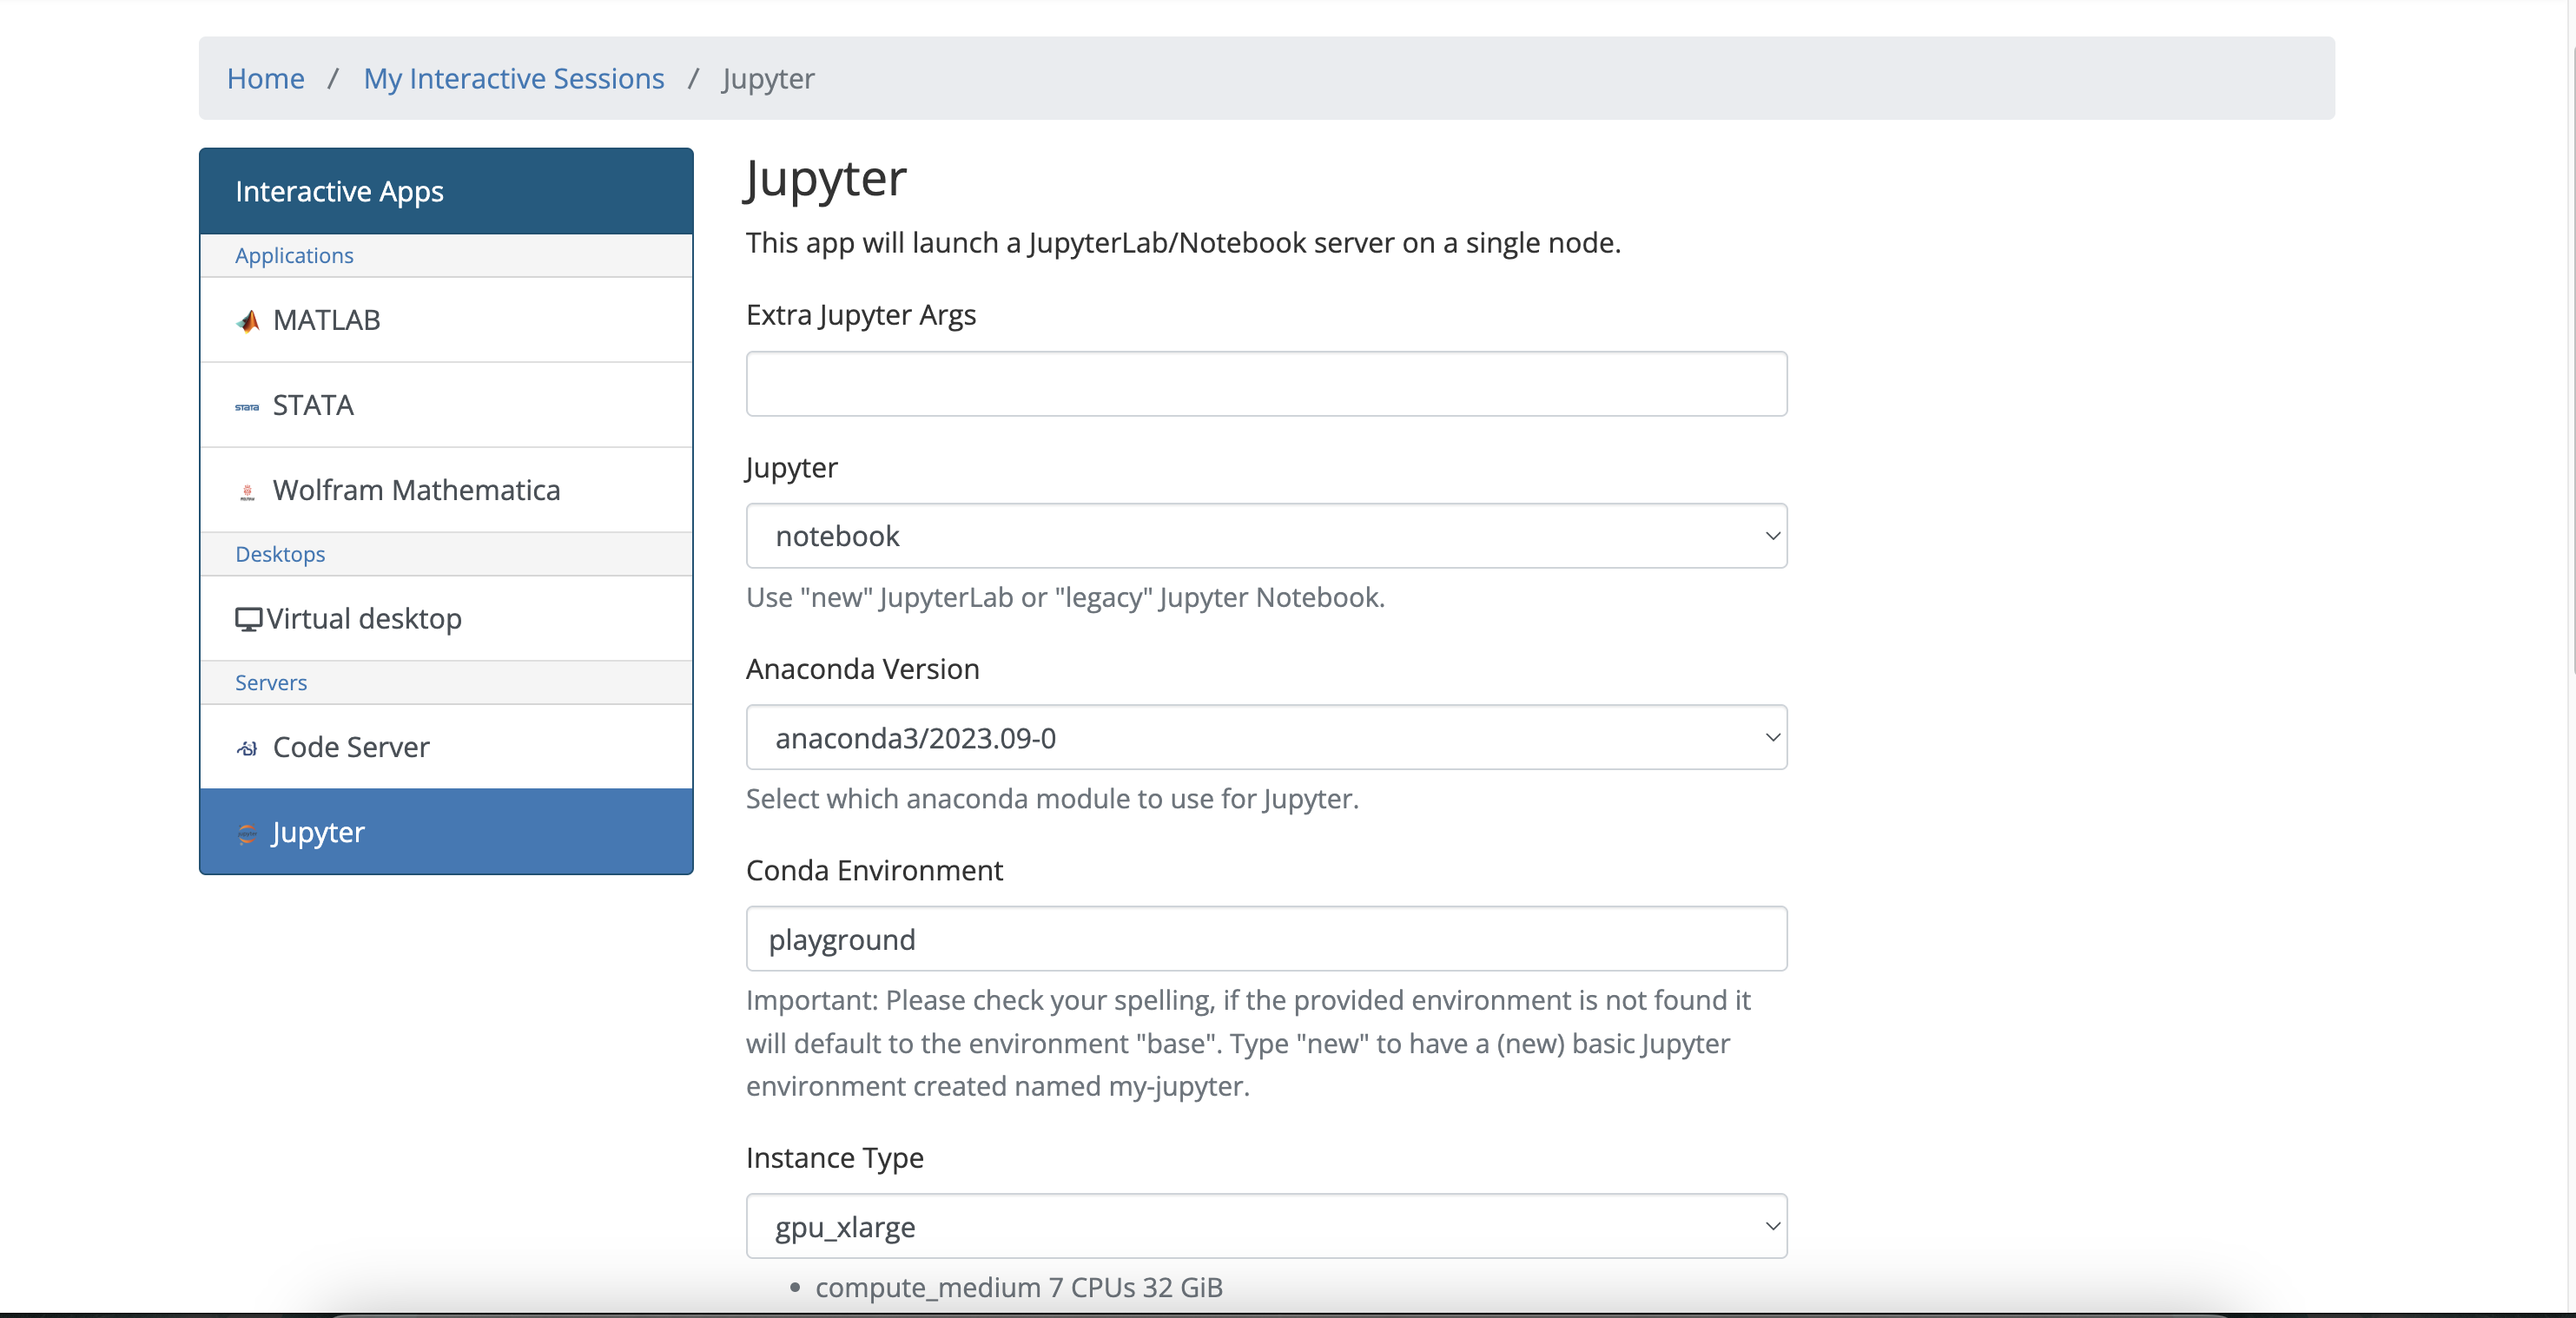 Home / My Interactive Sessions / Jupyter
Interactive Apps
Applications
MATLAB
STATA
Wolfram Mathematica
Desktops
Virtual desktop
Servers
Code Server
Jupyter
Jupyter
This app will launch a JupyterLab/Notebook server on a single node.
Extra Jupyter Args
Jupyter
notebook
Use "new" JupyterLab or "legacy" Jupyter Notebook.
Anaconda Version
anaconda3/2023.09-0
Select which anaconda module to use for Jupyter.
Conda Environment
playground
Important: Please check your spelling, if the provided environment is not found it
will default to the environment "base". Type "new" to have a (new) basic Jupyter
environment created named my-jupyter.
Instance Type
gpu_xlarge
• compute_medium 7 CPUs 32 GiB